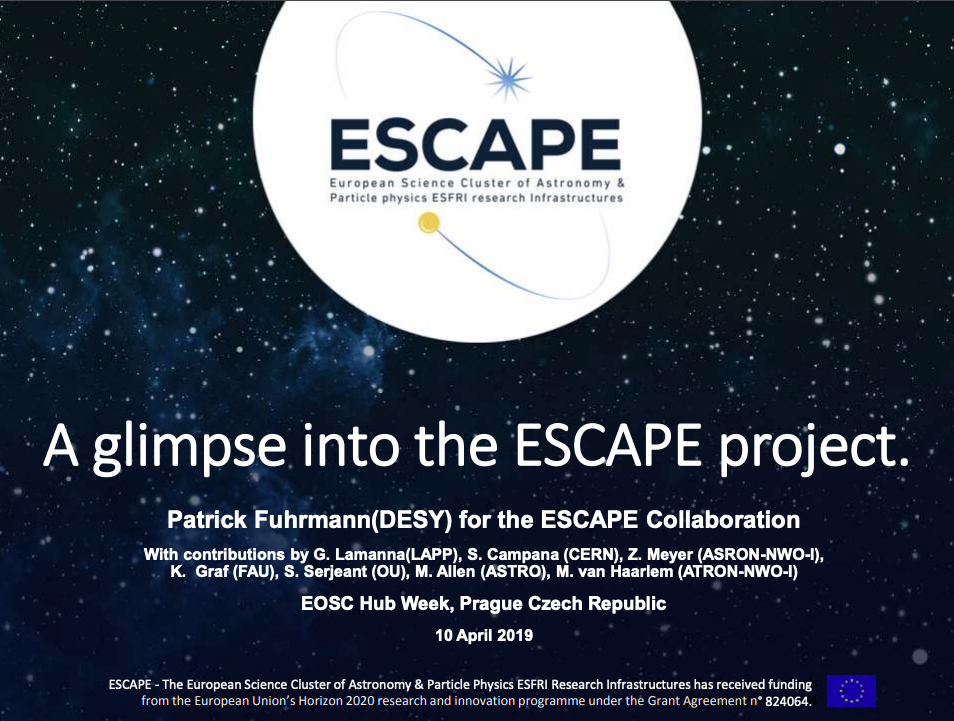 ESCAPE
European Science Cluster of Astronomy &
Particle physics ESFRI research Infrastructures
A glimpse into the ESCAPE project.
Patrick Fuhrmann(DESY) for the ESCAPE Collaboration
With contributions by G. Lamanna(LAPP), S. Campana (CERN), Z. Meyer (ASRON-NWO-I),
K. Graf (FAU), S. Serjeant (OU), M. Allen (ASTRO), M. van Haarlem (ATRON-NWO-I)
EOSC Hub Week, Prague Czech Republic
10 April 2019
ESCAPE - The European Science Cluster of Astronomy & Particle Physics ESFRI Research Infrastructures has received funding
from the European Union's Horizon 2020 research and innovation programme under the Grant Agreement n° 824064.